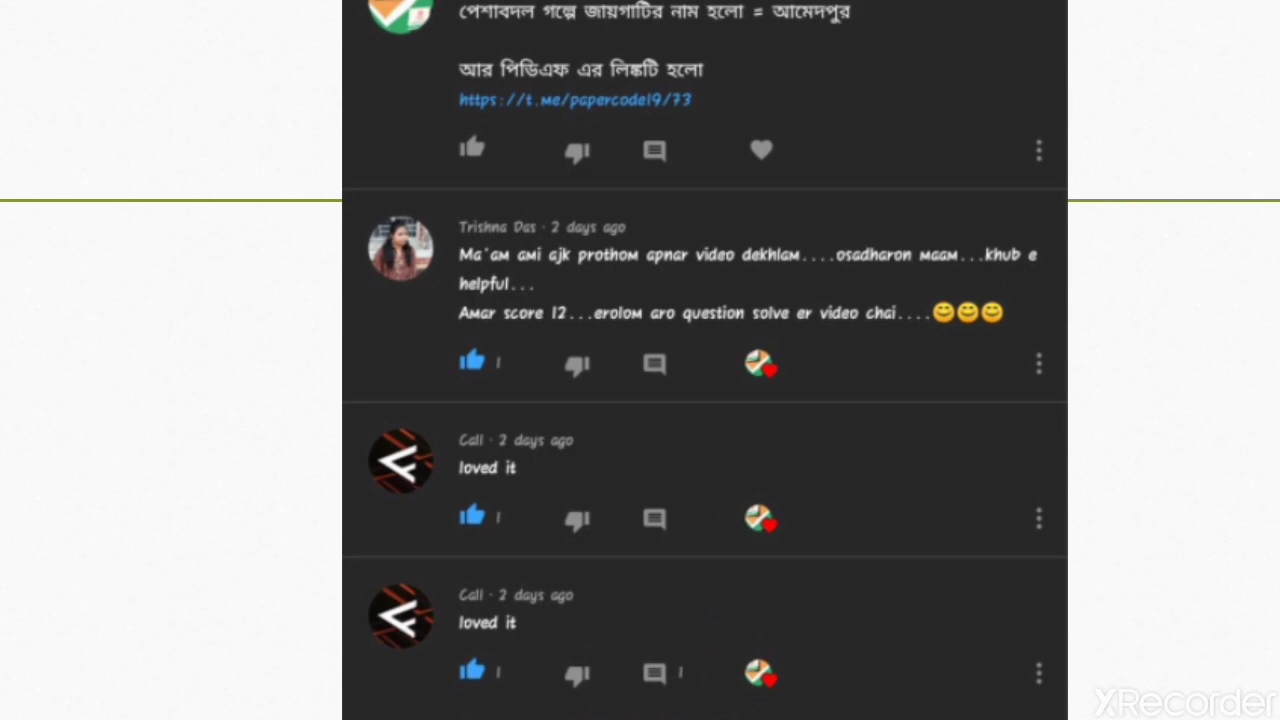 পেশাবদল গল্পে জায়গাটির নাম হলো = আমেদপুর
আর পিডিএফ এর লিঙ্কটি হলো
https://t.me/papercode19/73
Trishna Das · 2 days ago
Ma'am ami ajk prothom apnar video dekhlam....osadharon maam...khub e
helpful...
Amar score 12...erolom aro question solve er video chai....😊😊😊
1
Call · 2 days ago
loved it
1
Call · 2 days ago
loved it
1 1
XRecorder